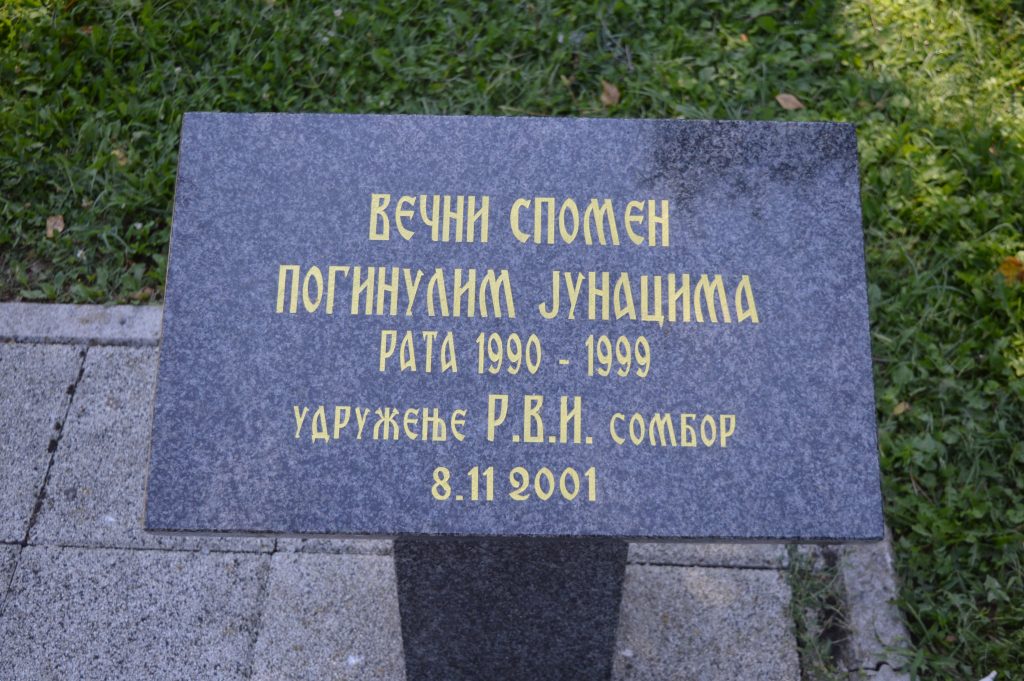 ВЕЧНИ СПОМЕН
ПОГИНУЛИМ ЈУНАЦИМА
РАТА 1990 - 1999
УДРУЖЕЊЕ Р.В.И. СОМБОР
8.11 2001